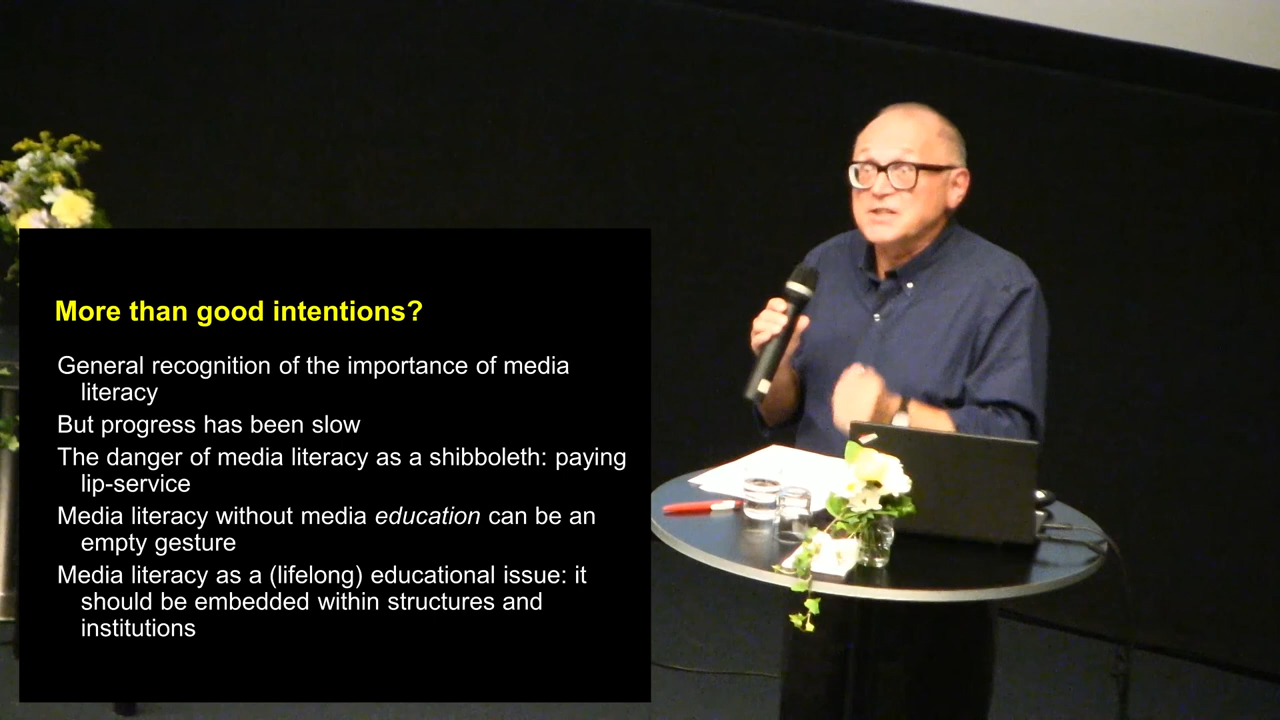 More than good intentions?
General recognition of the importance of media
literacy
But progress has been slow
The danger of media literacy as a shibboleth: paying
lip-service
Media literacy without media education can be an
empty gesture
Media literacy as a (lifelong) educational issue: it
should be embedded within structures and
institutions